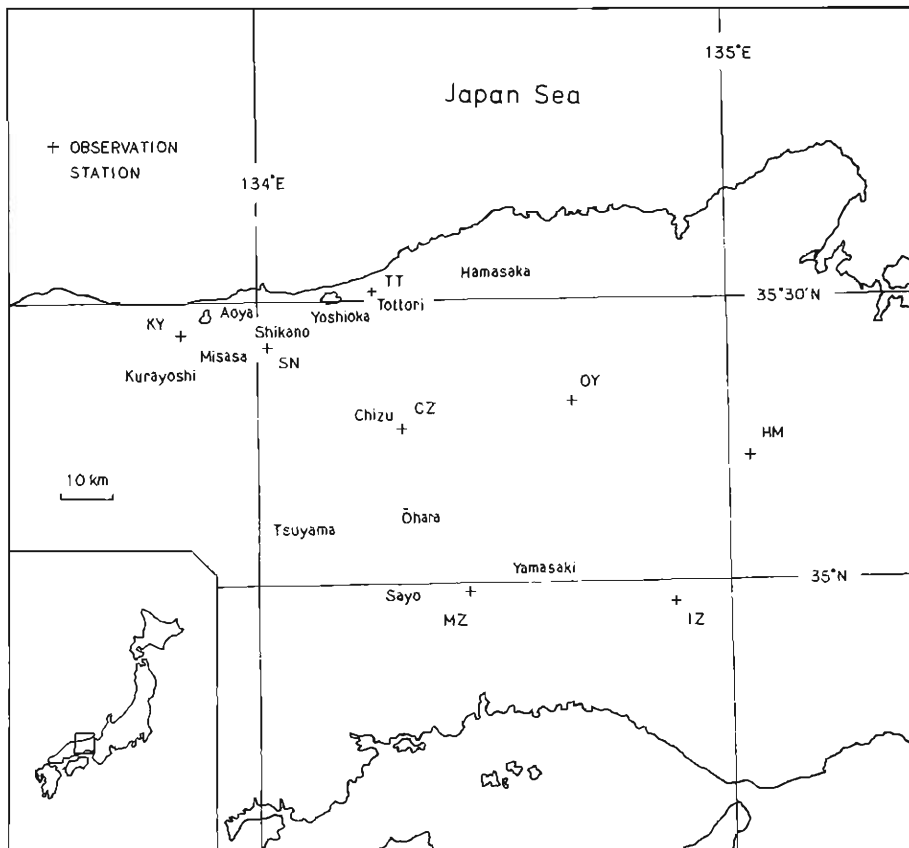 135°E
Japan Sea
+ OBSERVATION
STATION
134°E
Hamasaka
TT
Tottori
35°30′N
Aoya
Yoshioka
KY
Shikano
Misasa
SN
Kurayoshi
OY
Chizu
CZ
HM
10 km
Ōhara
Tsuyama
Yamasaki
35°N
Sayo
MZ
IZ